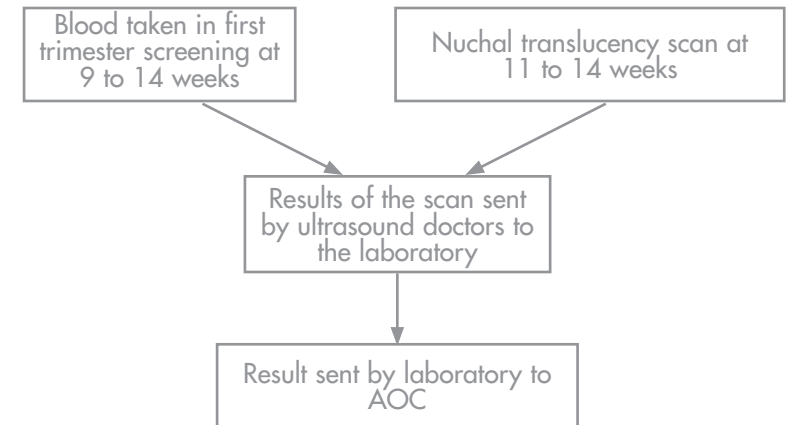 Blood taken in first
trimester screening at
9 to 14 weeks
Nuchal translucency scan at
11 to 14 weeks
Results of the scan sent
by ultrasound doctors to
the laboratory
Result sent by laboratory to
AOC